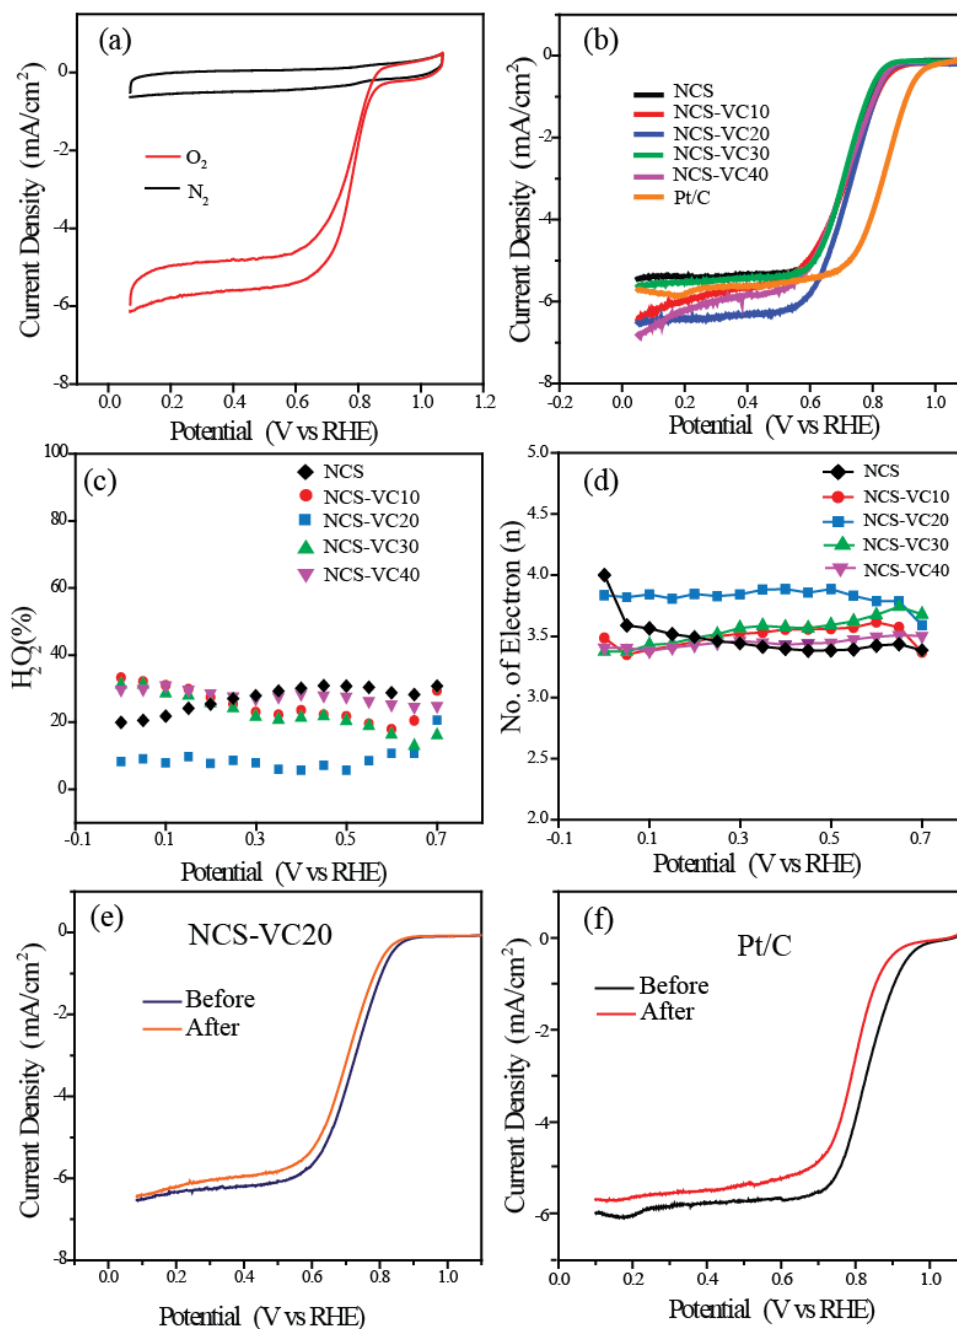 (a)
0
-2
-4
-6
-8
O₂
N₂
0.0 0.2 0.4 0.6 0.8 1.0 1.2
Current Density (mA/cm²)
Potential (V vs RHE)
(b)
0
-2
-4
-6
-8
NCS
NCS-VC10
NCS-VC20
NCS-VC30
NCS-VC40
Pt/C
-0.2 0.0 0.2 0.4 0.6 0.8 1.0
Current Density (mA/cm²)
Potential (V vs RHE)
(c)
100
80
60
40
20
0
NCS
NCS-VC10
NCS-VC20
NCS-VC30
NCS-VC40
-0.1 0.1 0.3 0.5 0.7
H₂O₂(%)
Potential (V vs RHE)
(d)
5.0
4.5
4.0
3.5
3.0
2.5
2.0
NCS
NCS-VC10
NCS-VC20
NCS-VC30
NCS-VC40
-0.1 0.1 0.3 0.5 0.7
No. of Electron (n)
Potential (V vs RHE)
(e)
NCS-VC20
0
-2
-4
-6
-8
Before
After
0.0 0.2 0.4 0.6 0.8 1.0
Current Density (mA/cm²)
Potential (V vs RHE)
(f)
Pt/C
0
-2
-4
-6
Before
After
0.0 0.2 0.4 0.6 0.8 1.0
Current Density (mA/cm²)
Potential (V vs RHE)